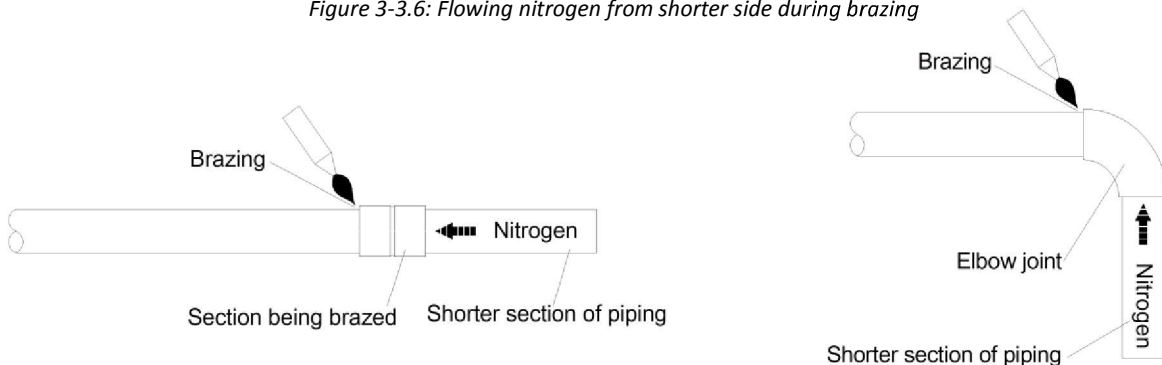 Figure 3-3.6: Flowing nitrogen from shorter side during brazing
Brazing
Nitrogen
Section being brazed
Shorter section of piping
Brazing
Elbow joint
Nitrogen
Shorter section of piping